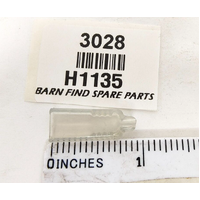 3028
H1135
BARN FIND SPARE PARTS
0INCHES 1